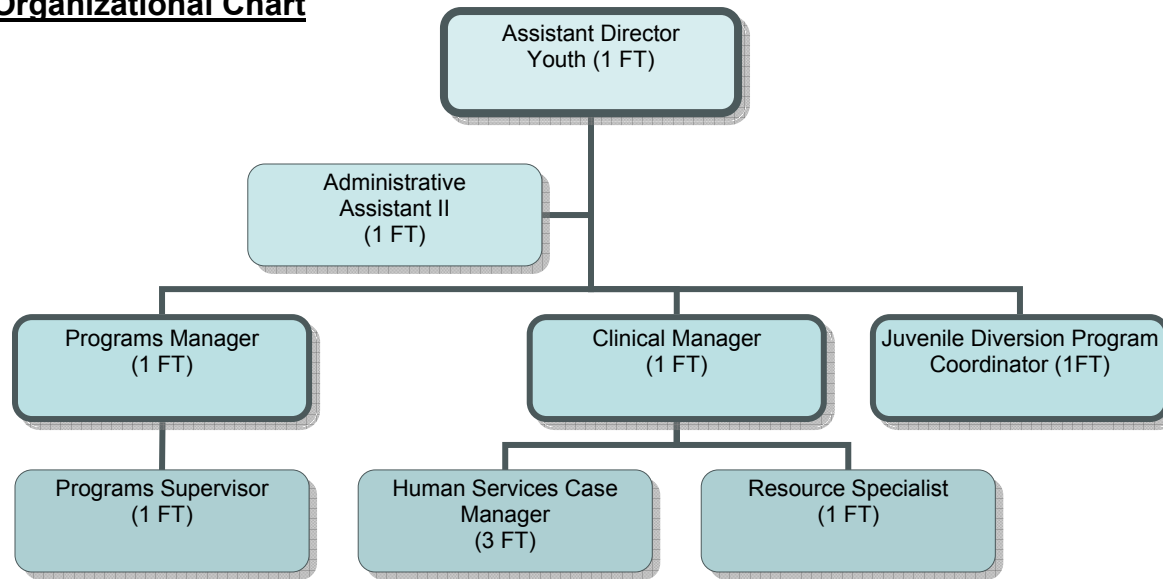 Organizational Chart
Assistant Director
Youth (1 FT)
Administrative
Assistant II
(1 FT)
Programs Manager
(1 FT)
Clinical Manager
(1 FT)
Juvenile Diversion Program
Coordinator (1FT)
Programs Supervisor
(1 FT)
Human Services Case
Manager
(3 FT)
Resource Specialist
(1 FT)